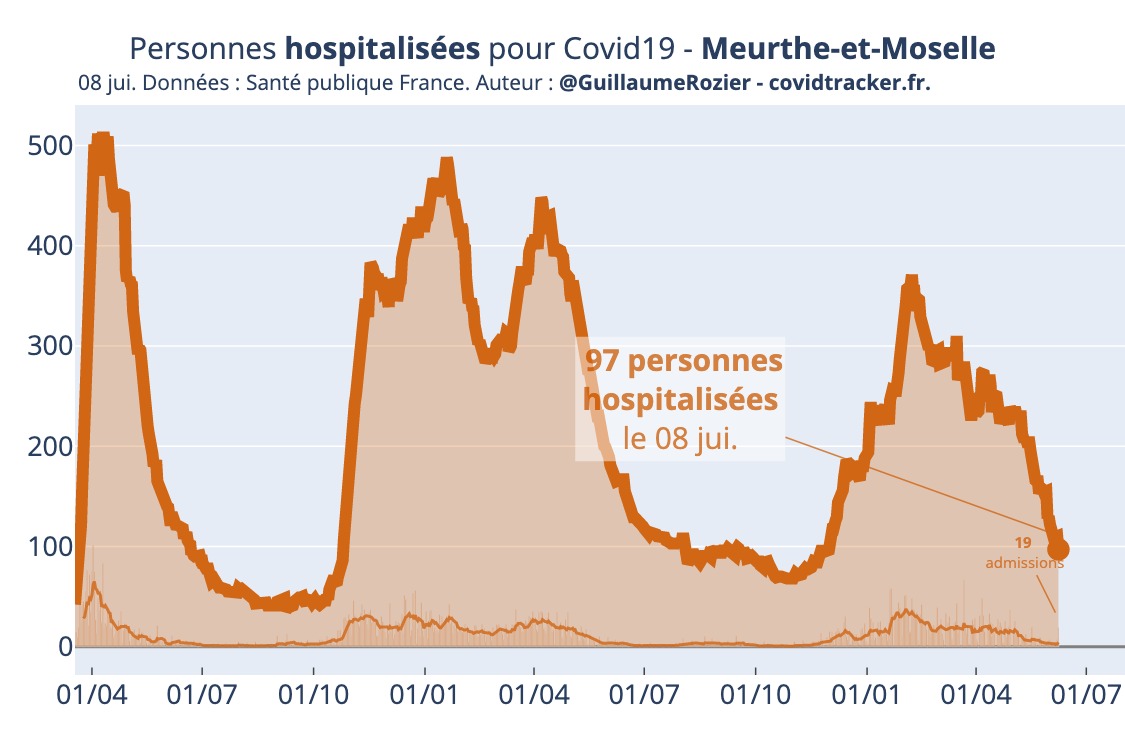 Personnes hospitalisées pour Covid19 - Meurthe-et-Moselle
08 jui. Données : Santé publique France. Auteur : @GuillaumeRozier - covidtracker.fr.
500
400
300
200
100
0
97 personnes
hospitalisées
le 08 jui.
19
admissions
01/04 01/07 01/10 01/01 01/04 01/07 01/10 01/01 01/04 01/07